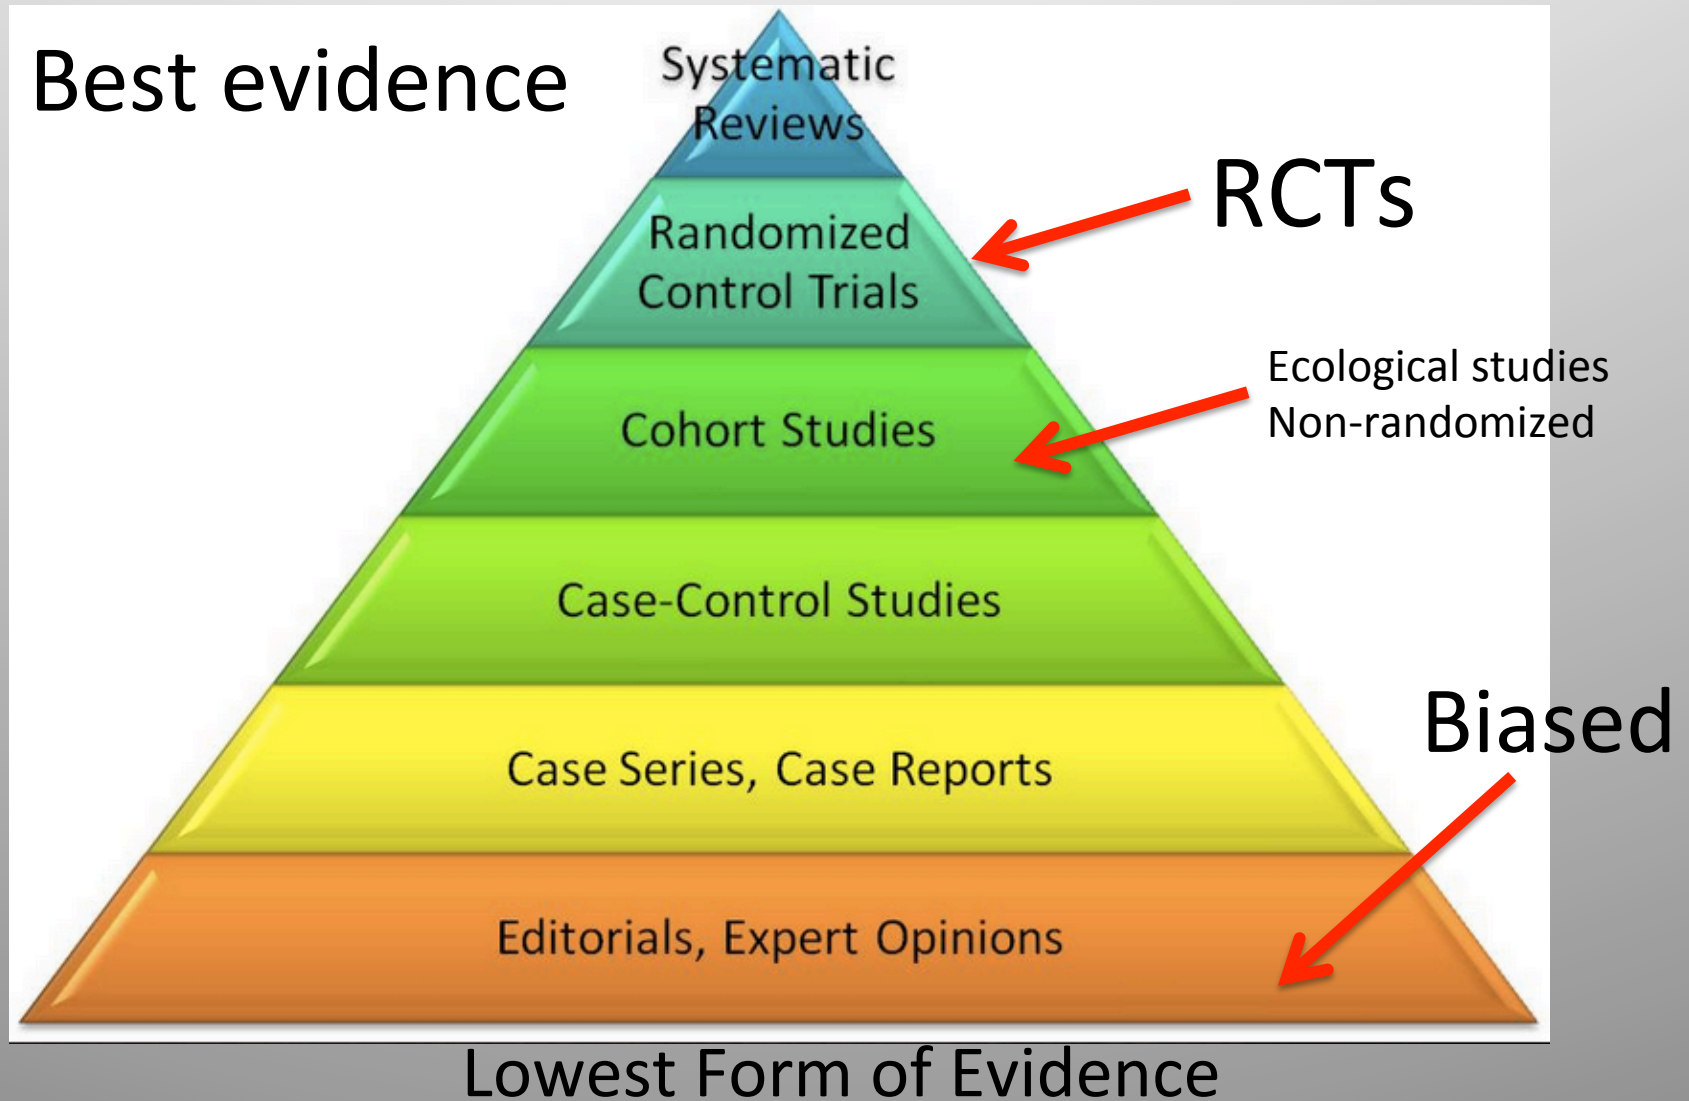 Best evidence
Systematic
Reviews
RCTs
Randomized
Control Trials
Ecological studies
Non-randomized
Cohort Studies
Case-Control Studies
Biased
Case Series, Case Reports
Editorials, Expert Opinions
Lowest Form of Evidence